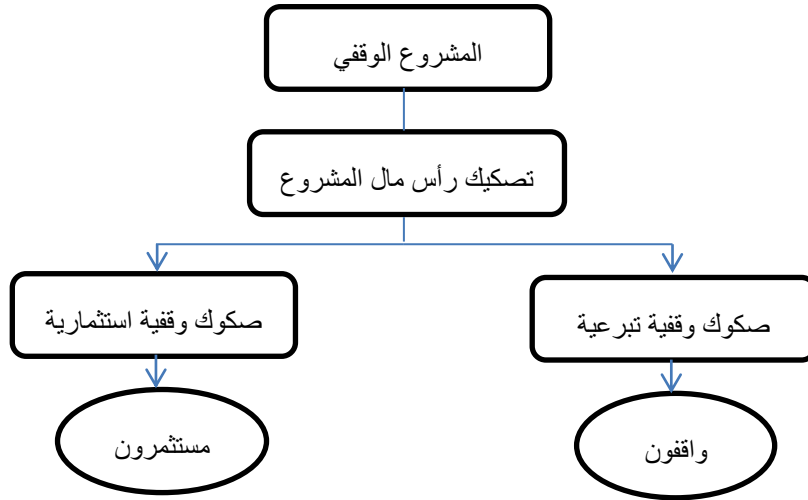 المشروع الوقفي
تصكيك رأس مال المشروع
صكوك وقفية تبرعية
صكوك وقفية استثمارية
واقفون
مستثمرون